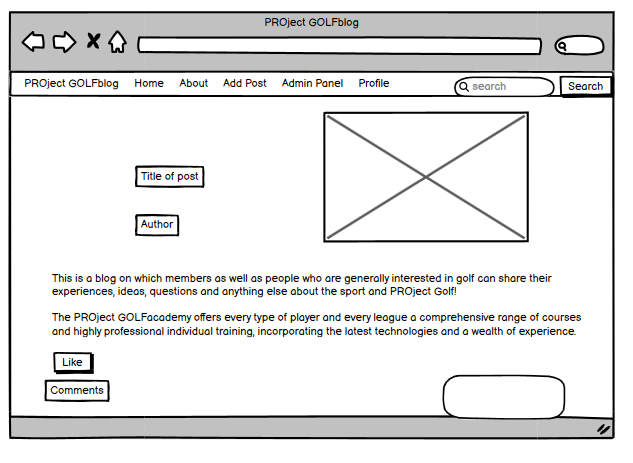 PROject GOLFblog
PROject GOLFblog Home About Add Post Admin Panel Profile search Search
Title of post
Author
This is a blog on which members as well as people who are generally interested in golf can share their
experiences, ideas, questions and anything else about the sport and PROject Golf!
The PROject GOLFacademy offers every type of player and every league a comprehensive range of courses
and highly professional individual training, incorporating the latest technologies and a wealth of experience.
Like
Comments